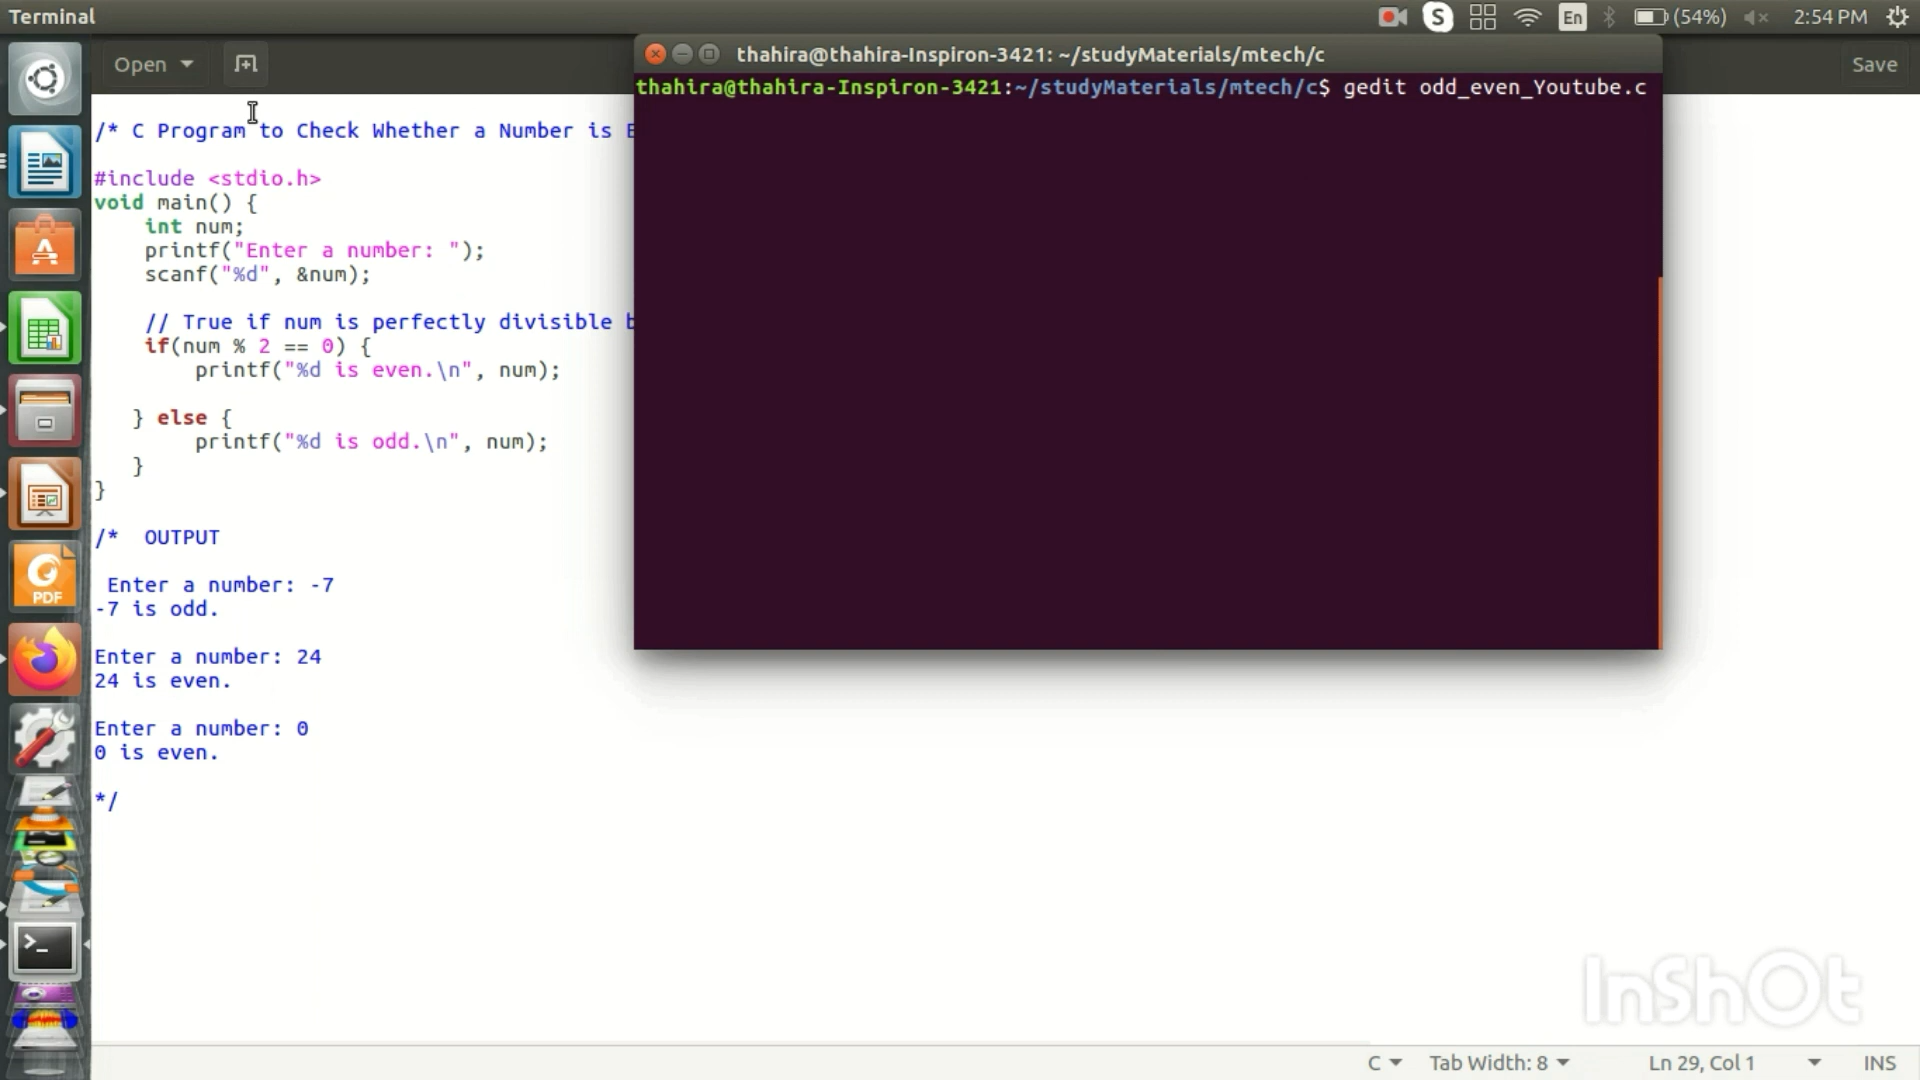 Terminal
En
(54%)
2:54 PM
Open
Save
thahira@thahira-Inspiron-3421: ~/studyMaterials/mtech/c
thahira@thahira-Inspiron-3421:~/studyMaterials/mtech/c$ gedit odd_even_Youtube.c
/* C Program to Check Whether a Number is E
#include <stdio.h>
void main() {
int num;
printf("Enter a number: ");
scanf("%d", &num);
// True if num is perfectly divisible b
if(num % 2 == 0) {
printf("%d is even.\n", num);
} else {
printf("%d is odd.\n", num);
}
}
/*  OUTPUT
Enter a number: -7
-7 is odd.
Enter a number: 24
24 is even.
Enter a number: 0
0 is even.
*/
PDF
InShOt
C
Tab Width: 8
Ln 29, Col 1
INS